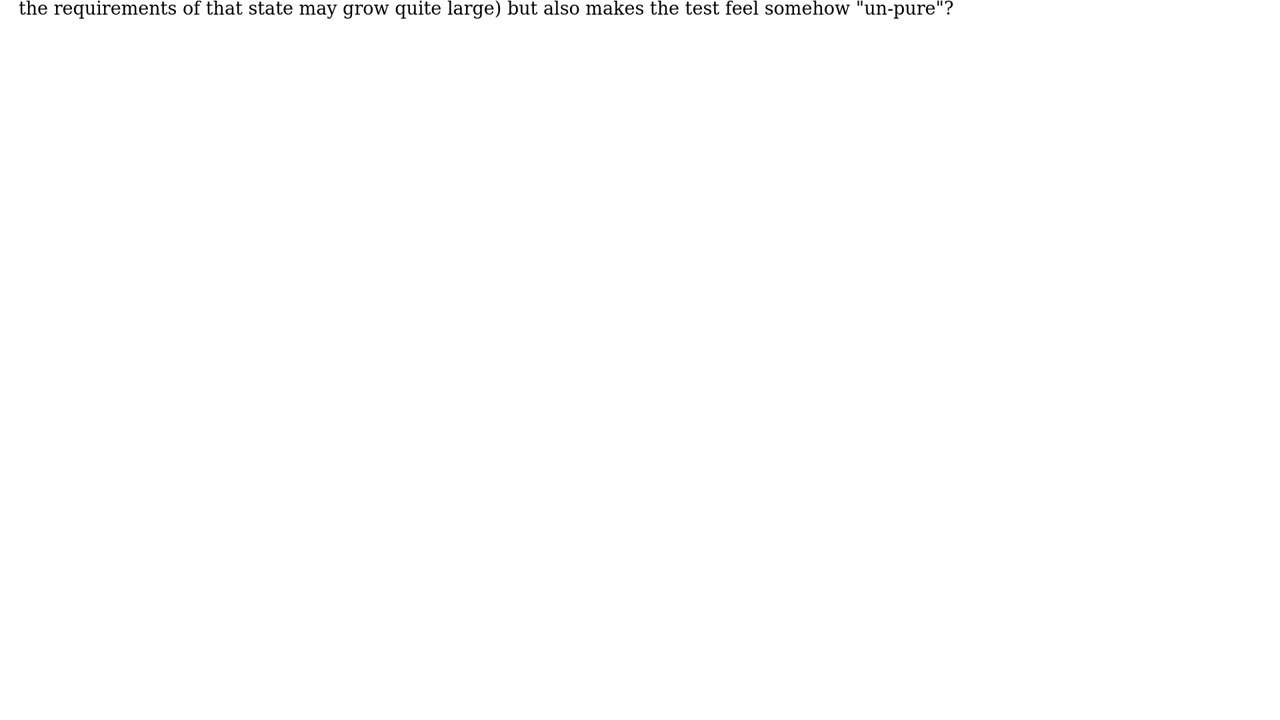 the requirements of that state may grow quite large) but also makes the test feel somehow "un-pure"?